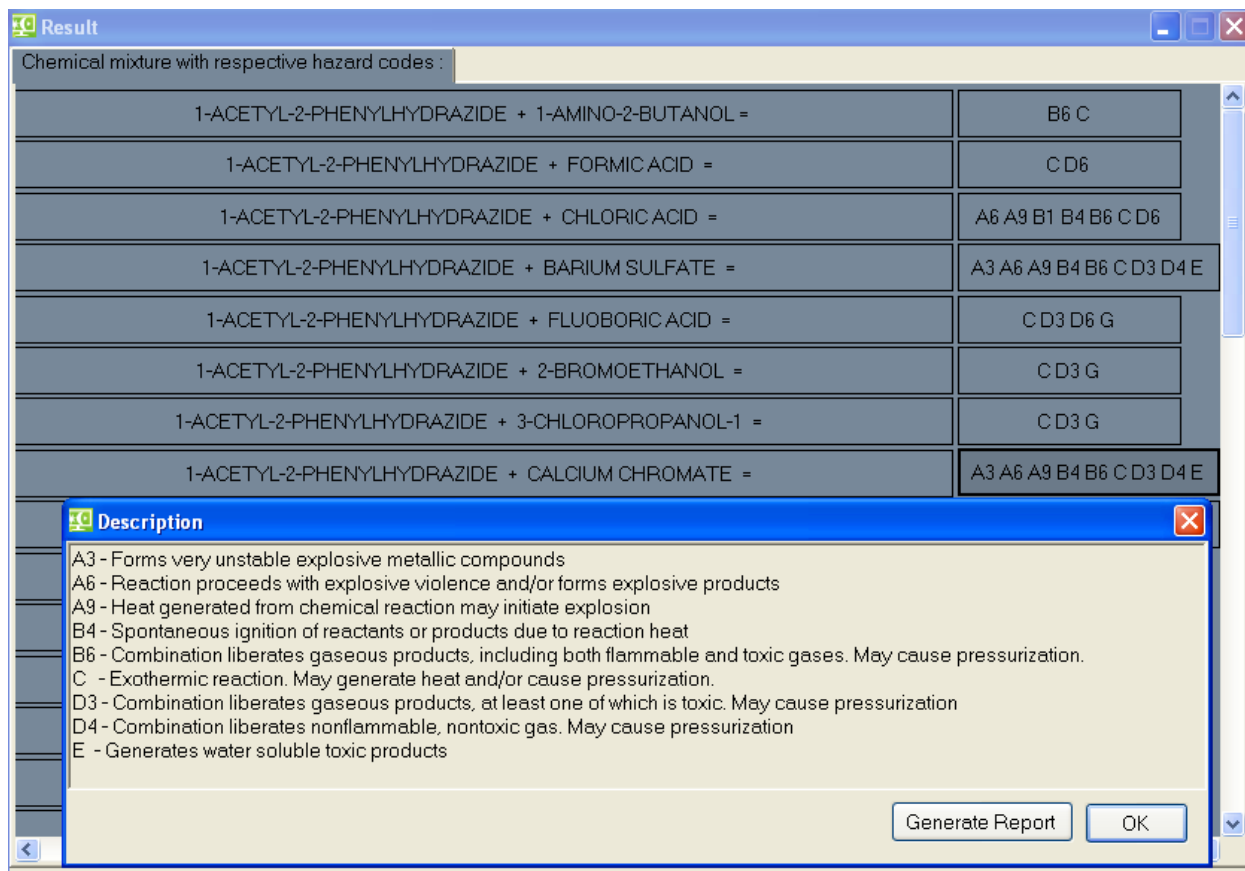 Result
Chemical mixture with respective hazard codes :
1-ACETYL-2-PHENYLHYDRAZIDE + 1-AMINO-2-BUTANOL = B6 C
1-ACETYL-2-PHENYLHYDRAZIDE + FORMIC ACID = C D6
1-ACETYL-2-PHENYLHYDRAZIDE + CHLORIC ACID = A6 A9 B1 B4 B6 C D6
1-ACETYL-2-PHENYLHYDRAZIDE + BARIUM SULFATE = A3 A6 A9 B4 B6 C D3 D4 E
1-ACETYL-2-PHENYLHYDRAZIDE + FLUOBORIC ACID = C D3 D6 G
1-ACETYL-2-PHENYLHYDRAZIDE + 2-BROMOETHANOL = C D3 G
1-ACETYL-2-PHENYLHYDRAZIDE + 3-CHLOROPROPANOL-1 = C D3 G
1-ACETYL-2-PHENYLHYDRAZIDE + CALCIUM CHROMATE = A3 A6 A9 B4 B6 C D3 D4 E
Description
A3 - Forms very unstable explosive metallic compounds
A6 - Reaction proceeds with explosive violence and/or forms explosive products
A9 - Heat generated from chemical reaction may initiate explosion
B4 - Spontaneous ignition of reactants or products due to reaction heat
B6 - Combination liberates gaseous products, including both flammable and toxic gases. May cause pressurization.
C - Exothermic reaction. May generate heat and/or cause pressurization.
D3 - Combination liberates gaseous products, at least one of which is toxic. May cause pressurization
D4 - Combination liberates nonflammable, nontoxic gas. May cause pressurization
E - Generates water soluble toxic products
Generate Report OK